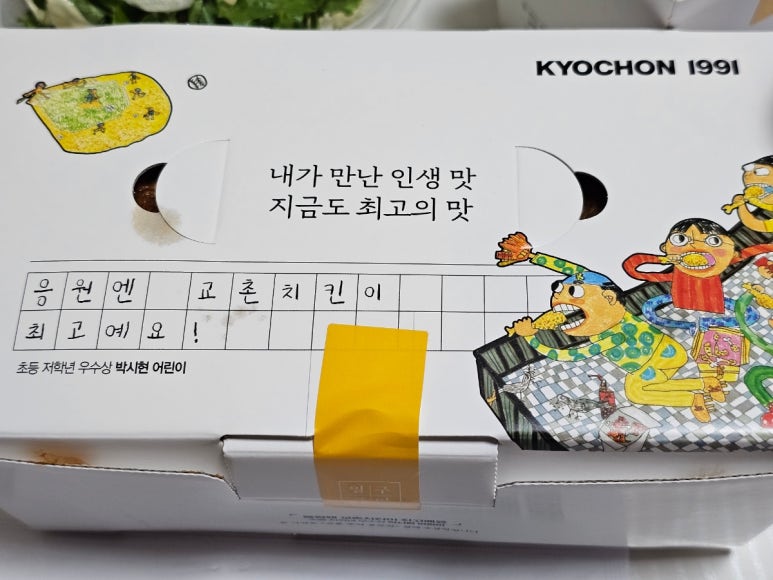 KYOCHON 1991
내가 만난 인생 맛
지금도 최고의 맛
응원엔 교촌치킨이
최고예요!
초등 저학년 우수상 박시현 어린이